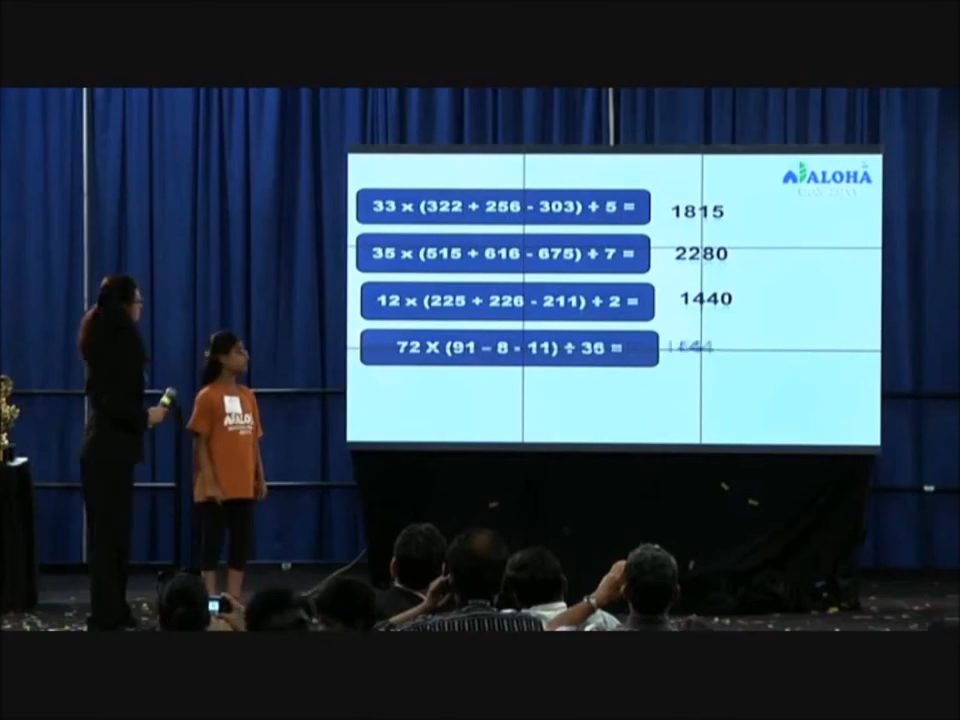 ALOHA
33 x (322 + 256 - 303) ÷ 5 = 1815
35 x (515 + 616 - 675) ÷ 7 = 2280
12 x (225 + 226 - 211) ÷ 2 = 1440
72 X (91 – 8 - 11) ÷ 36 =